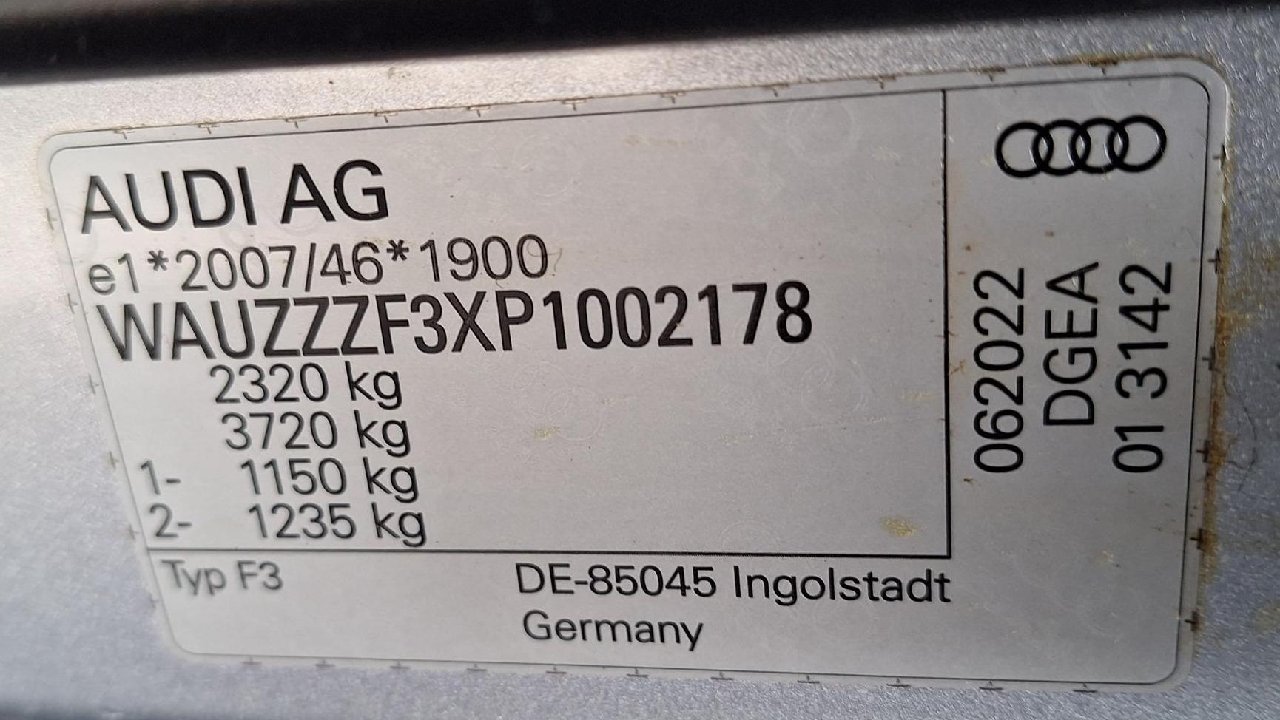 AUDI AG
e1*2007/46*1900
WAUZZZF3XP1002178
2320 kg
3720 kg
1- 1150 kg
2- 1235 kg
Typ F3
DE-85045 Ingolstadt
Germany
062022
DGEA
01 3142